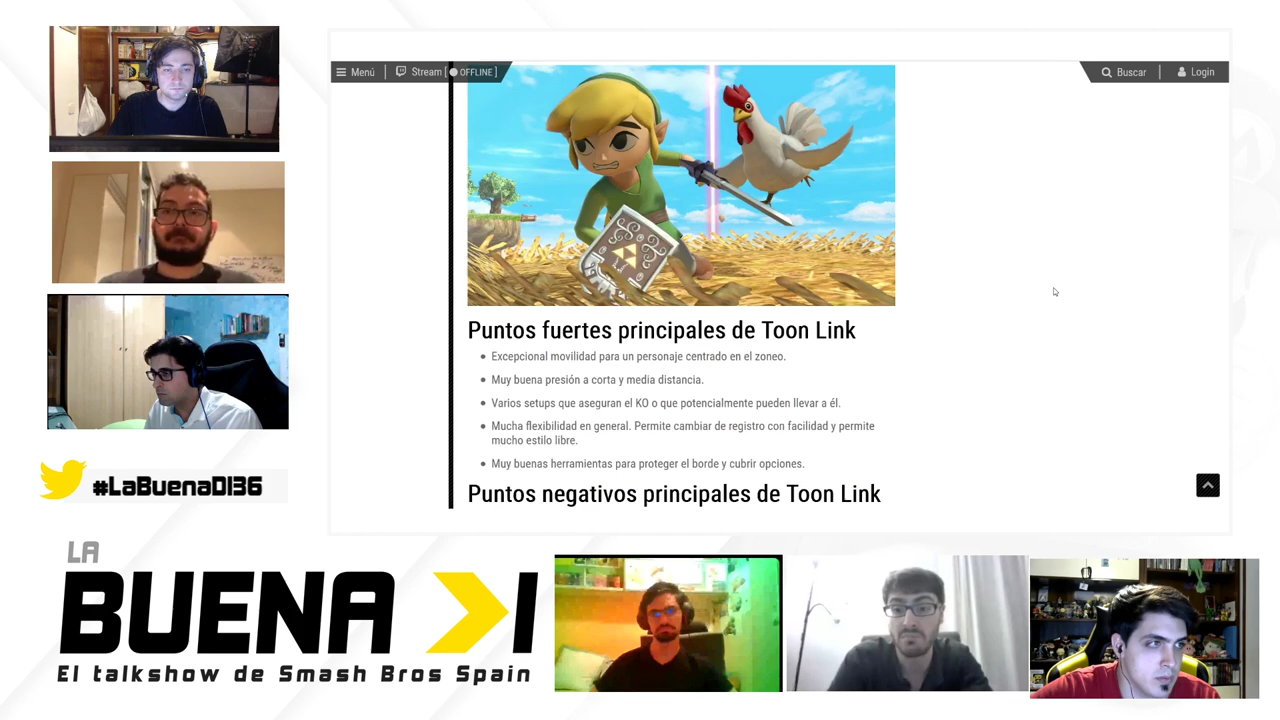 Menú
Stream [ OFFLINE ]
Buscar
Login
Puntos fuertes principales de Toon Link
Excepcional movilidad para un personaje centrado en el zoneo.
Muy buena presión a corta y media distancia.
Varios setups que aseguran el KO o que potencialmente pueden llevar a él.
Mucha flexibilidad en general. Permite cambiar de registro con facilidad y permite
mucho estilo libre.
Muy buenas herramientas para proteger el borde y cubrir opciones.
Puntos negativos principales de Toon Link
#LaBuenaDI36
LA
BUENA DI
El talkshow de Smash Bros Spain